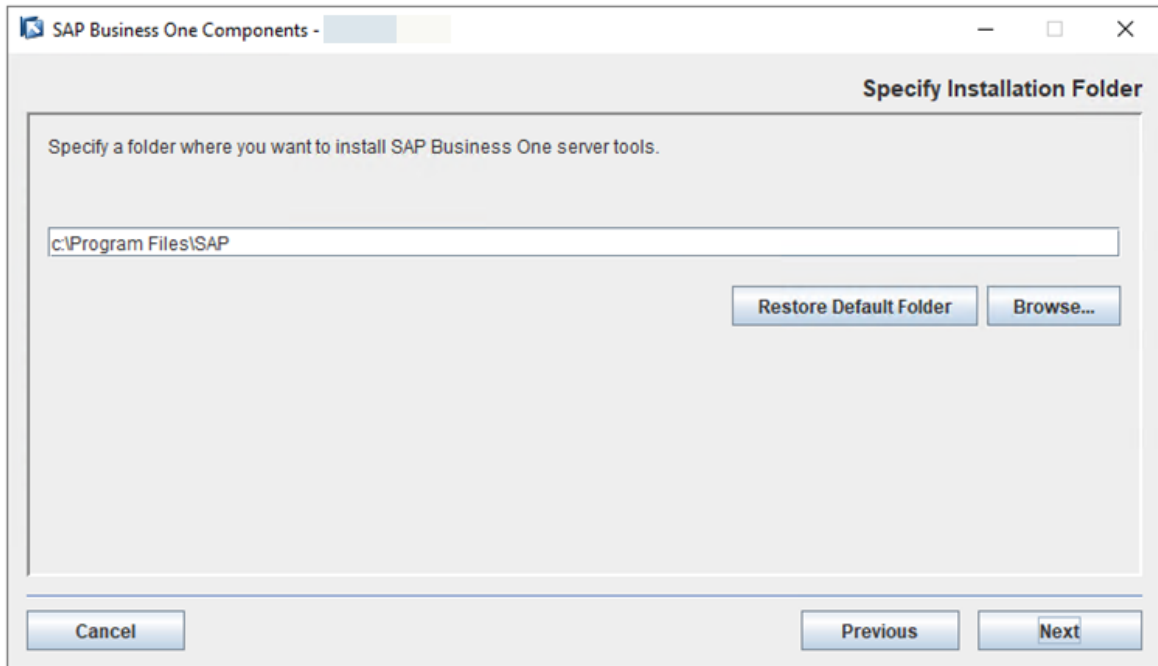 SAP Business One Components -
Specify Installation Folder
Specify a folder where you want to install SAP Business One server tools.
c:\Program Files\SAP
Restore Default Folder Browse...
Cancel Previous Next